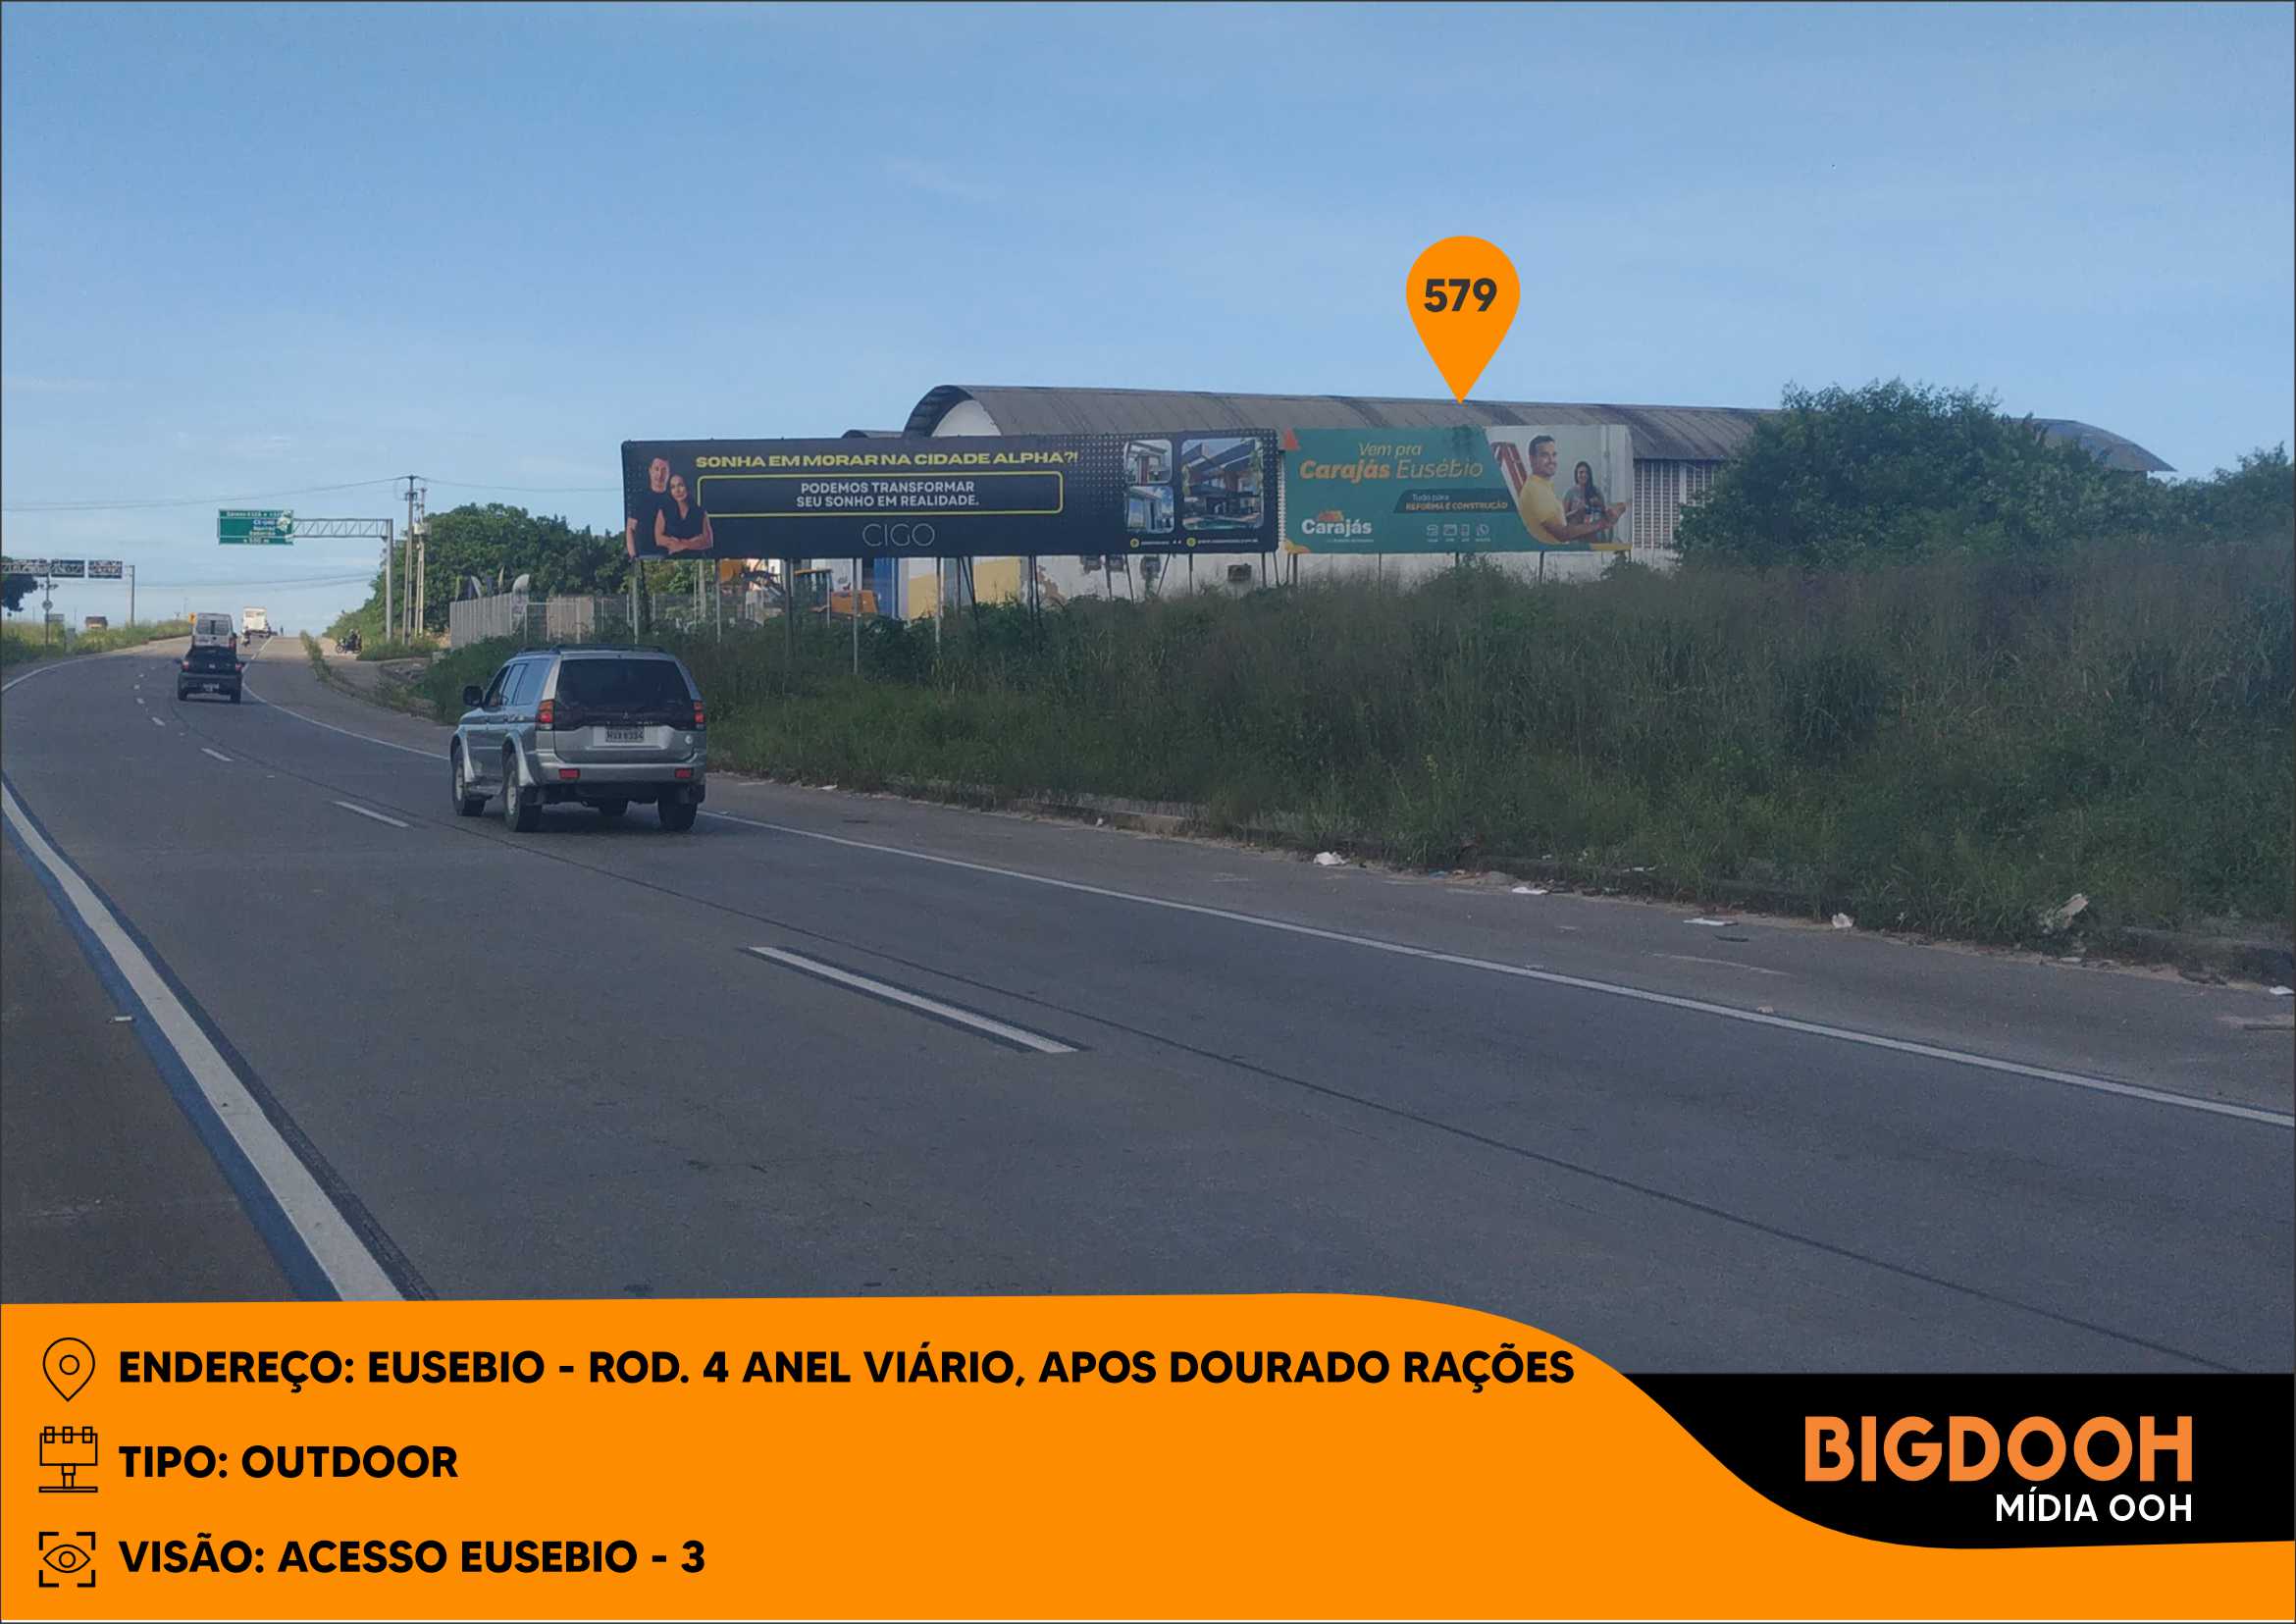 579
SONHA EM MORAR NA CIDADE ALPHA?!
PODEMOS TRANSFORMAR
SEU SONHO EM REALIDADE.
CIGO
Vem pra
Carajás Eusébio
Tudo para
REFORMA E CONSTRUÇÃO
Carajás
ENDEREÇO: EUSEBIO - ROD. 4 ANEL VIÁRIO, APOS DOURADO RAÇÕES
TIPO: OUTDOOR
VISÃO: ACESSO EUSEBIO - 3
BIGDOOH
MÍDIA OOH